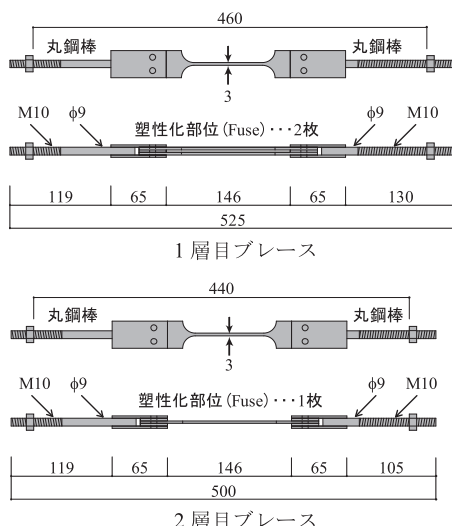 460
丸鋼棒 丸鋼棒
3
M10 φ9 塑性化部位(Fuse)・・・2枚 φ9 M10
119 65 146 65 130
525
1層目ブレース
440
丸鋼棒 丸鋼棒
3
M10 φ9 塑性化部位(Fuse)・・・1枚 φ9 M10
119 65 146 65 105
500
2層目ブレース